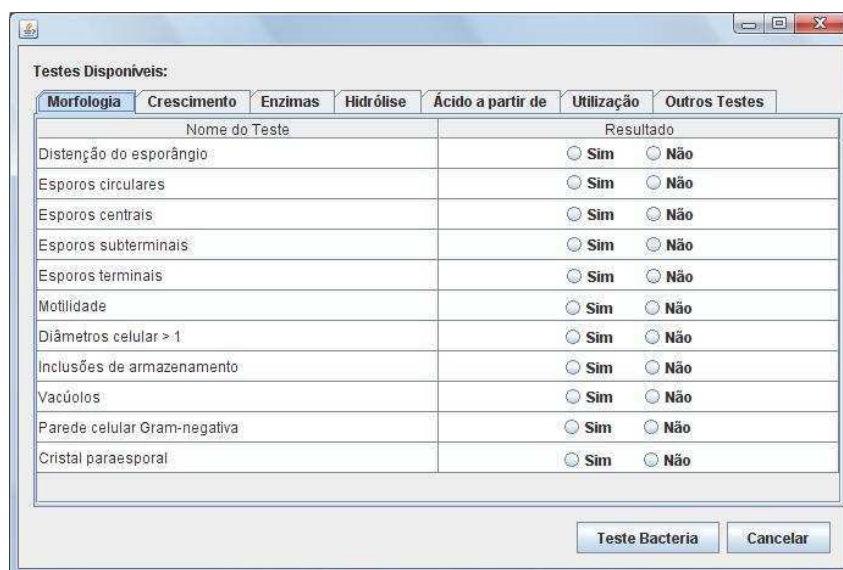 Testes Disponíveis:
Morfologia Crescimento Enzimas Hidrólise Ácido a partir de Utilização Outros Testes
Nome do Teste Resultado
Distenção do esporângio Sim Não
Esporos circulares Sim Não
Esporos centrais Sim Não
Esporos subterminais Sim Não
Esporos terminais Sim Não
Motilidade Sim Não
Diâmetros celular > 1 Sim Não
Inclusões de armazenamento Sim Não
Vacúolos Sim Não
Parede celular Gram-negativa Sim Não
Cristal paraesporal Sim Não
Teste Bacteria Cancelar